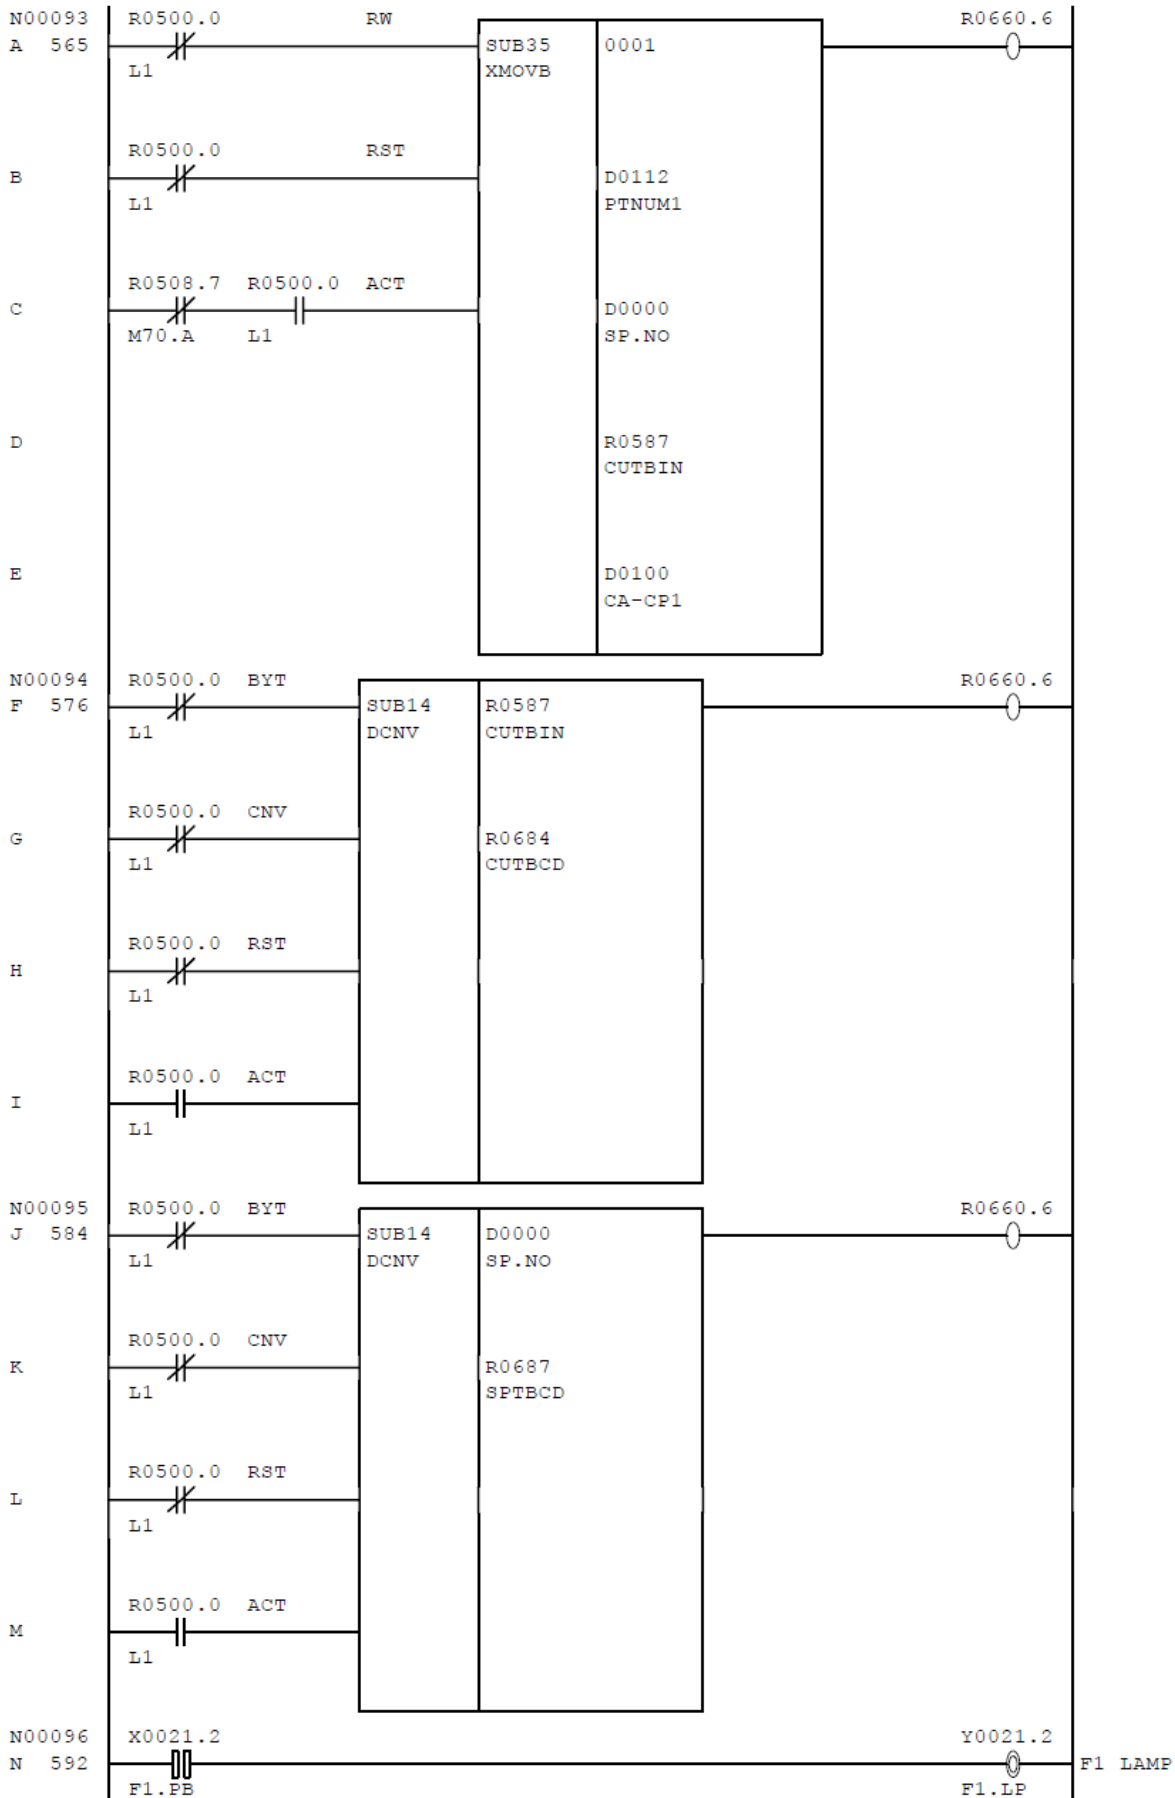 N00093 R0500.0 RW R0660.6
A 565 SUB35 0001
L1 XMOVB
R0500.0 RST
B D0112
L1 PTNUM1
R0508.7 R0500.0 ACT
C D0000
M70.A L1 SP.NO
D R0587
CUTBIN
E D0100
CA-CP1
N00094 R0500.0 BYT R0660.6
F 576 SUB14 R0587
L1 DCNV CUTBIN
R0500.0 CNV
G R0684
L1 CUTBCD
R0500.0 RST
H
L1
R0500.0 ACT
I
L1
N00095 R0500.0 BYT R0660.6
J 584 SUB14 D0000
L1 DCNV SP.NO
R0500.0 CNV
K R0687
L1 SPTBCD
R0500.0 RST
L
L1
R0500.0 ACT
M
L1
N00096 X0021.2 Y0021.2
N 592 F1 LAMP
F1.PB F1.LP